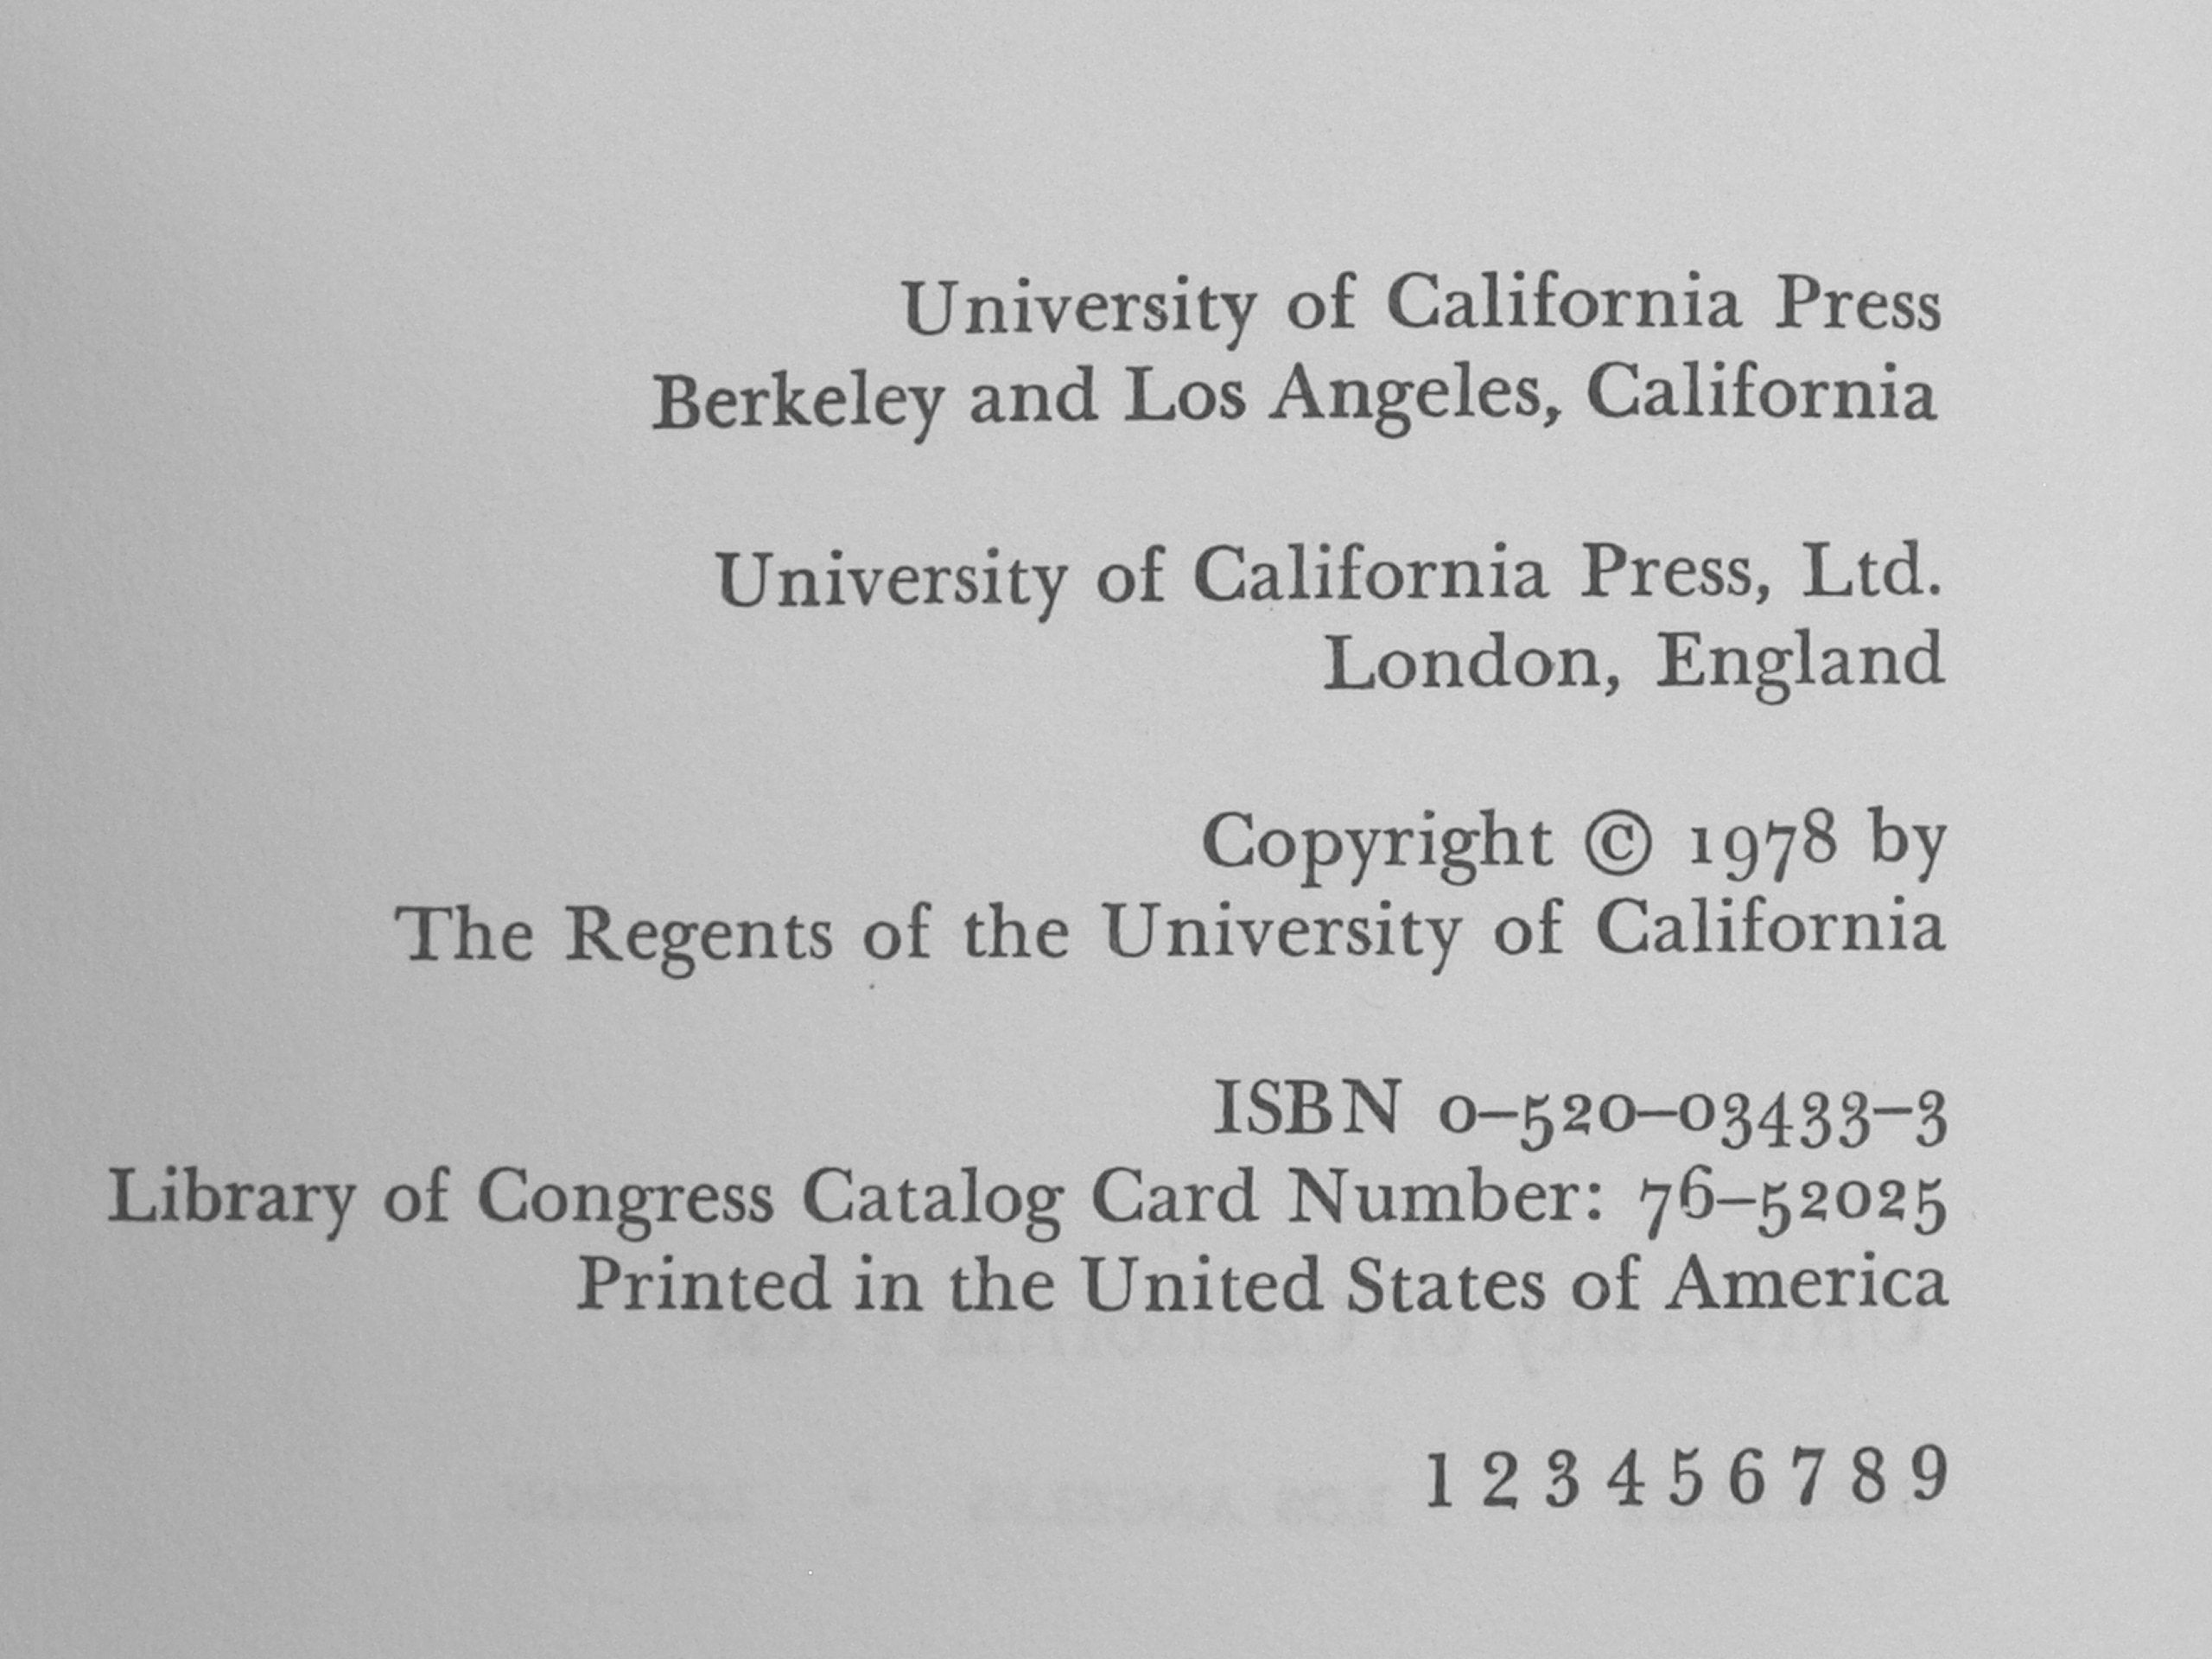 University of California Press
Berkeley and Los Angeles, California
University of California Press, Ltd.
London, England
Copyright © 1978 by
The Regents of the University of California
ISBN 0–520–03433–3
Library of Congress Catalog Card Number: 76–52025
Printed in the United States of America
1 2 3 4 5 6 7 8 9